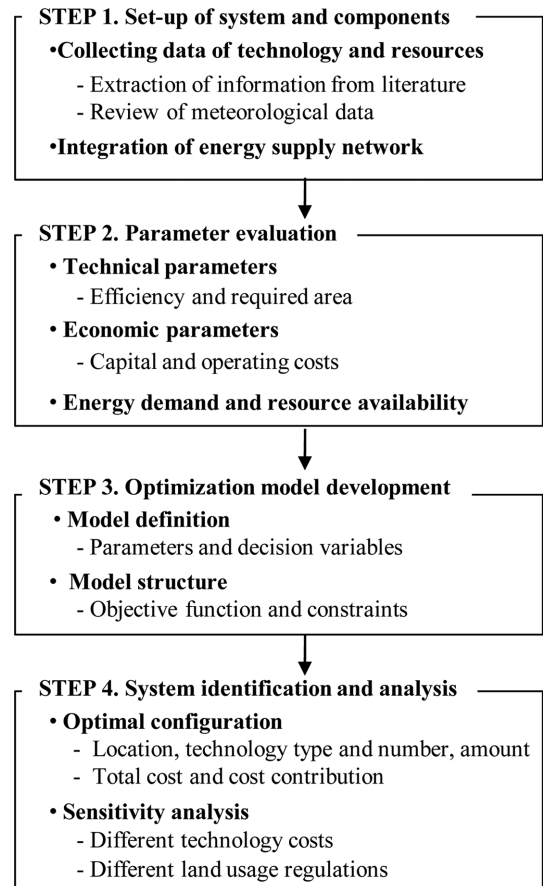 STEP 1. Set-up of system and components
•Collecting data of technology and resources
- Extraction of information from literature
- Review of meteorological data
•Integration of energy supply network
STEP 2. Parameter evaluation
• Technical parameters
- Efficiency and required area
• Economic parameters
- Capital and operating costs
• Energy demand and resource availability
STEP 3. Optimization model development
• Model definition
- Parameters and decision variables
• Model structure
- Objective function and constraints
STEP 4. System identification and analysis
• Optimal configuration
- Location, technology type and number, amount
- Total cost and cost contribution
• Sensitivity analysis
- Different technology costs
- Different land usage regulations